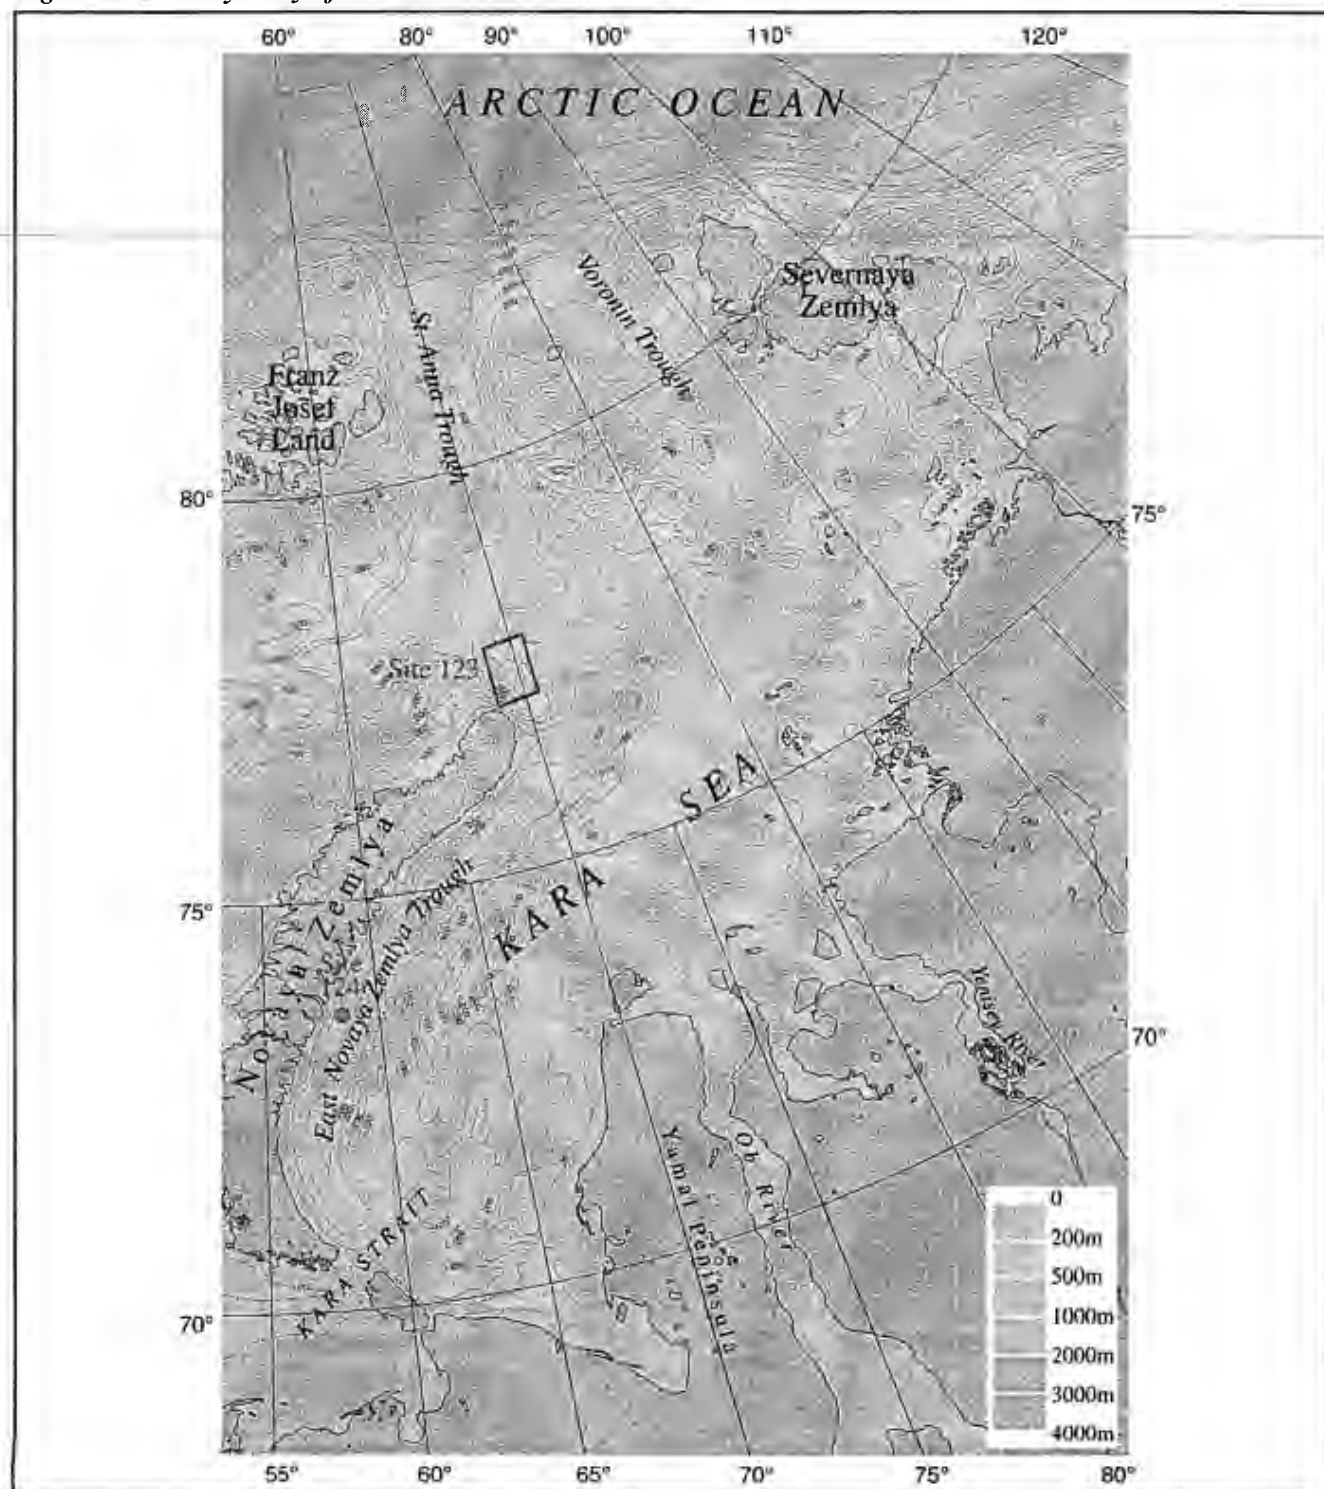 60° 80° 90° 100° 110° 120°
ARCTIC OCEAN
Severnaya
Zemlya
Voronin Trough
St. Anna Trough
Franz
Josef
Land
80°
75°
Site 123
SEA
KARA
Novaya Zemlya
East Novaya Zemlya Trough
75°
Yenisey River
70°
Ob River
Yamal Peninsula
KARA STRAIT
70°
0
200m
500m
1000m
2000m
3000m
4000m
55° 60° 65° 70° 75° 80°